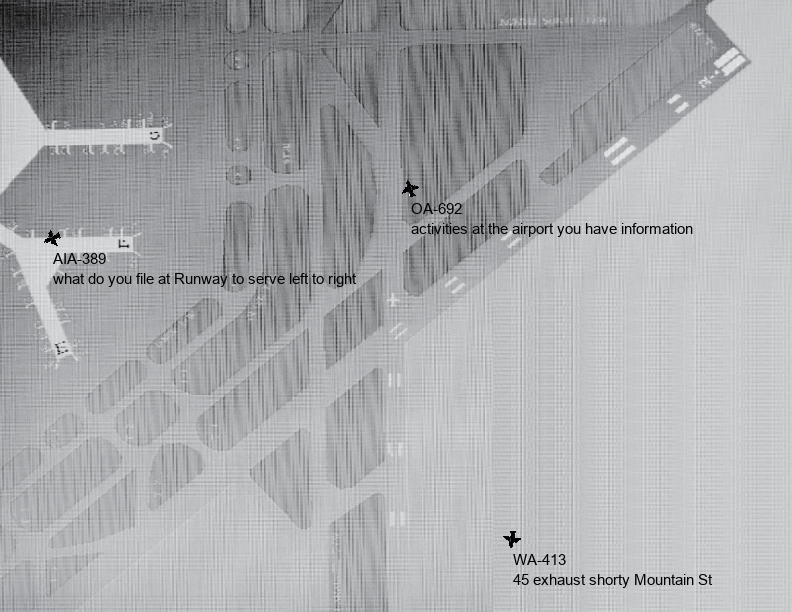 OA-692
activities at the airport you have information
AIA-389
what do you file at Runway to serve left to right
WA-413
45 exhaust shorty Mountain St